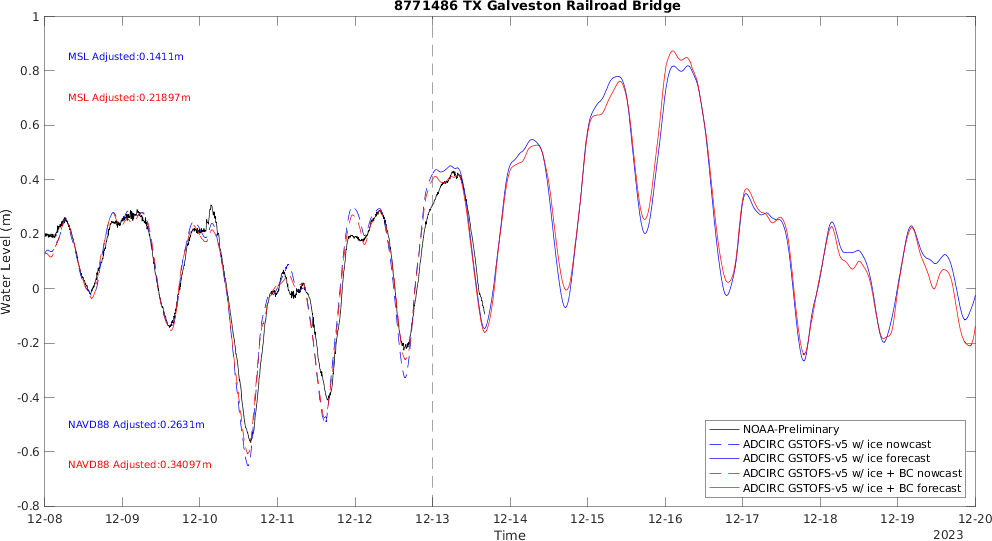 8771486 TX Galveston Railroad Bridge
1
0.8
0.6
0.4
0.2
0
-0.2
-0.4
-0.6
-0.8
Water Level (m)
MSL Adjusted:0.1411m
MSL Adjusted:0.21897m
NAVD88 Adjusted:0.2631m
NAVD88 Adjusted:0.34097m
NOAA-Preliminary
ADCIRC GSTOFS-v5 w/ ice nowcast
ADCIRC GSTOFS-v5 w/ ice forecast
ADCIRC GSTOFS-v5 w/ ice + BC nowcast
ADCIRC GSTOFS-v5 w/ ice + BC forecast
12-08 12-09 12-10 12-11 12-12 12-13 12-14 12-15 12-16 12-17 12-18 12-19 12-20
Time
2023